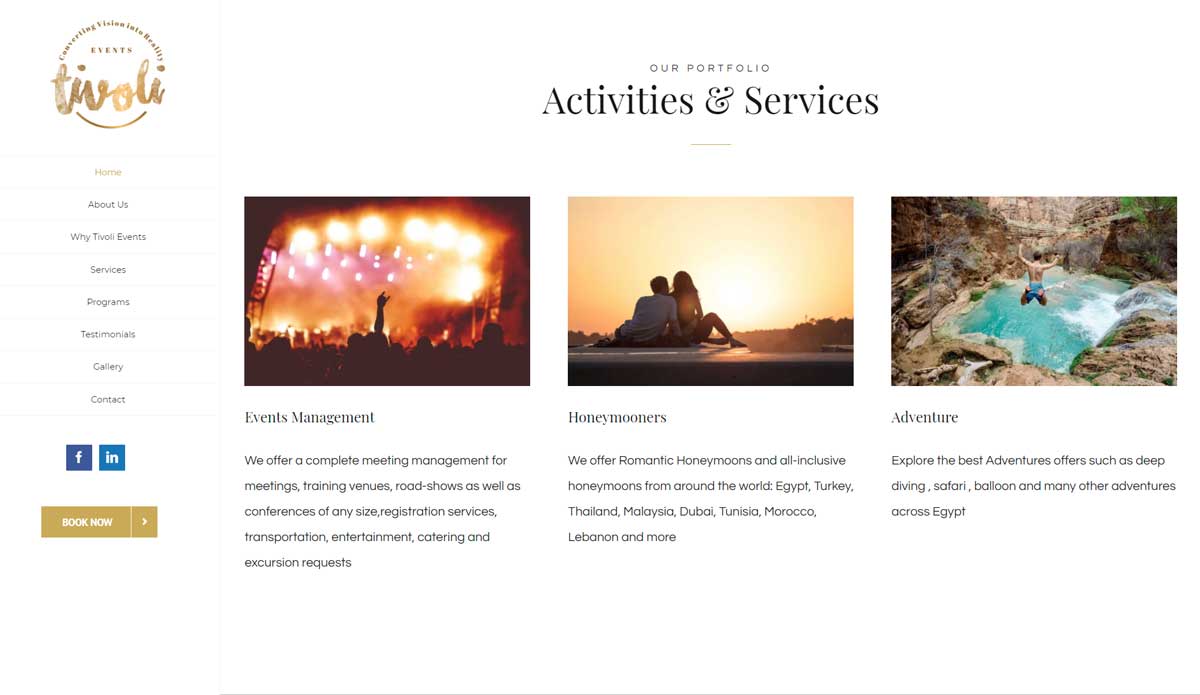 Converting Vision into Reality
EVENTS
tivoli
Home
About Us
Why Tivoli Events
Services
Programs
Testimonials
Gallery
Contact
f
in
BOOK NOW
OUR PORTFOLIO
Activities & Services
Events Management
We offer a complete meeting management for
meetings, training venues, road-shows as well as
conferences of any size,registration services,
transportation, entertainment, catering and
excursion requests
Honeymooners
We offer Romantic Honeymoons and all-inclusive
honeymoons from around the world: Egypt, Turkey,
Thailand, Malaysia, Dubai, Tunisia, Morocco,
Lebanon and more
Adventure
Explore the best Adventures offers such as deep
diving , safari , balloon and many other adventures
across Egypt